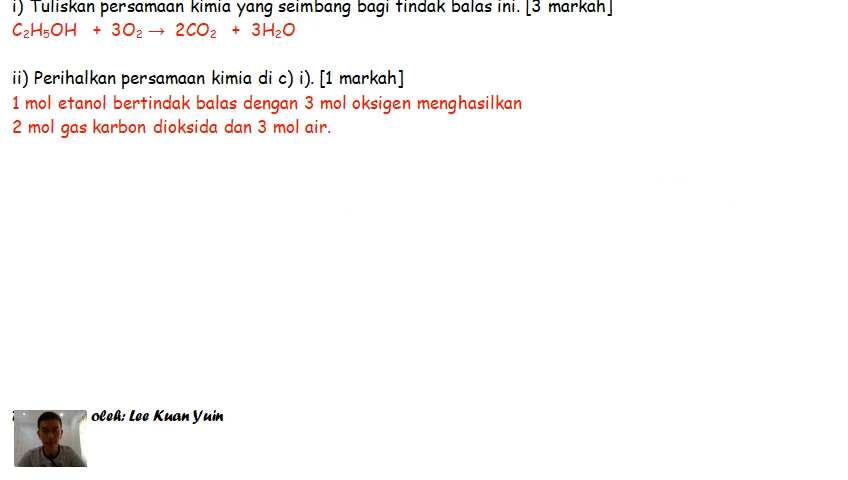 i) Tuliskan persamaan kimia yang seimbang bagi tindak balas ini. [3 markah]
C₂H₅OH + 3O₂ → 2CO₂ + 3H₂O
ii) Perihalkan persamaan kimia di c) i). [1 markah]
1 mol etanol bertindak balas dengan 3 mol oksigen menghasilkan
2 mol gas karbon dioksida dan 3 mol air.
oleh: Lee Kuan Yuin